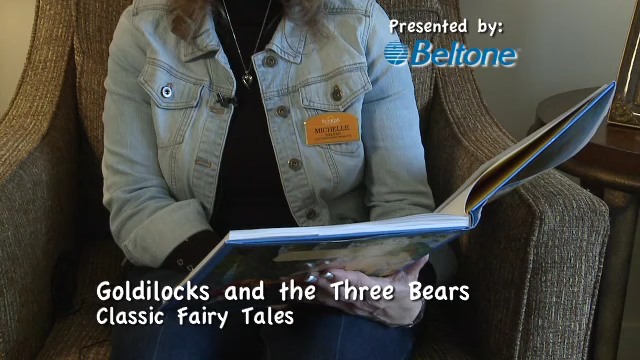 Presented by:
Beltone
MICHELLE
Goldilocks and the Three Bears
Classic Fairy Tales